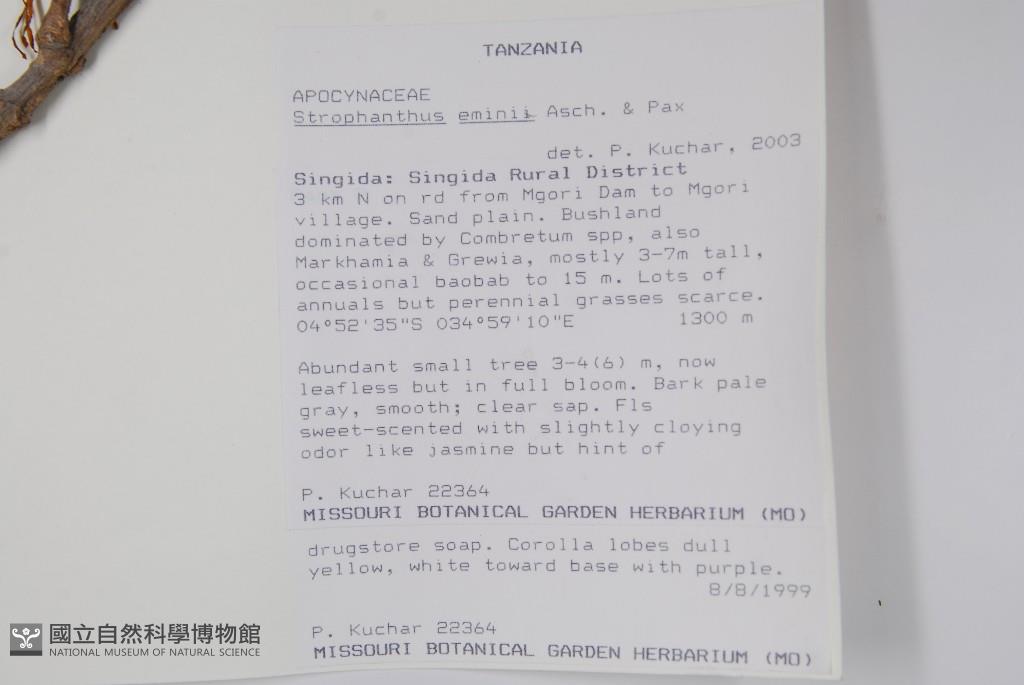 TANZANIA
APOCYNACEAE
Strophanthus eminii Asch. & Pax
det. P. Kuchar, 2003
Singida: Singida Rural District
3 km N on rd from Mgori Dam to Mgori
village. Sand plain. Bushland
dominated by Combretum spp, also
Markhamia & Grewia, mostly 3-7m tall,
occasional baobab to 15 m. Lots of
annuals but perennial grasses scarce.
04°52'35"S 034°59'10"E 1300 m
Abundant small tree 3-4(6) m, now
leafless but in full bloom. Bark pale
gray, smooth; clear sap. Fls
sweet-scented with slightly cloying
odor like jasmine but hint of
P. Kuchar 22364
MISSOURI BOTANICAL GARDEN HERBARIUM (MO)
drugstore soap. Corolla lobes dull
yellow, white toward base with purple.
8/8/1999
P. Kuchar 22364
MISSOURI BOTANICAL GARDEN HERBARIUM (MO)
國立自然科學博物館
NATIONAL MUSEUM OF NATURAL SCIENCE